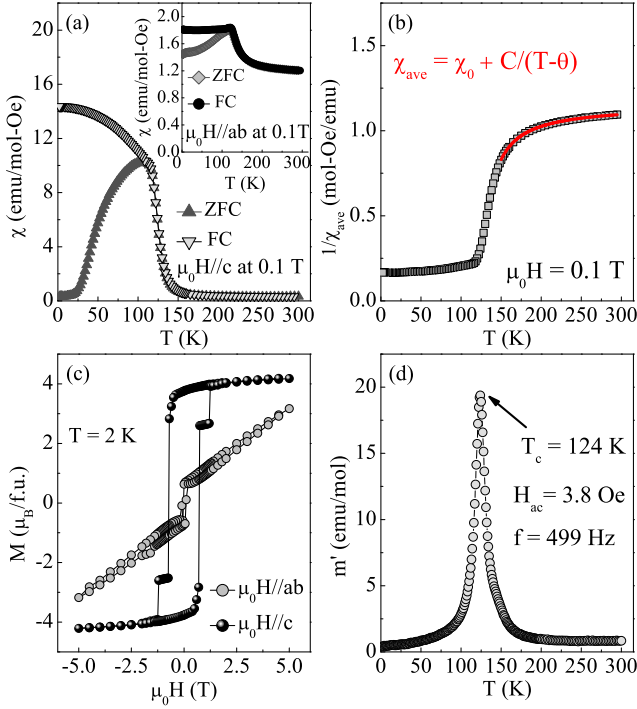 (a)
χ (emu/mol-Oe)
20
16
12
8
4
0
0 50 100 150 200 250 300
T (K)
ZFC
FC
μ₀H//c at 0.1 T
χ (emu/mol-Oe)
2.0
1.6
1.2
0.8
0.4
0.0
0 100 200 300
T (K)
ZFC
FC
μ₀H//ab at 0.1T
(b)
1/χave (mol-Oe/emu)
1.5
1.0
0.5
0.0
0 50 100 150 200 250 300
T (K)
χave = χ₀ + C/(T-θ)
μ₀H = 0.1 T
(c)
M (μB/f.u.)
4
2
0
-2
-4
-5.0 -2.5 0.0 2.5 5.0
μ₀H (T)
T = 2 K
μ₀H//ab
μ₀H//c
(d)
m' (emu/mol)
20
15
10
5
0
0 50 100 150 200 250 300
T (K)
Tc = 124 K
Hac = 3.8 Oe
f = 499 Hz